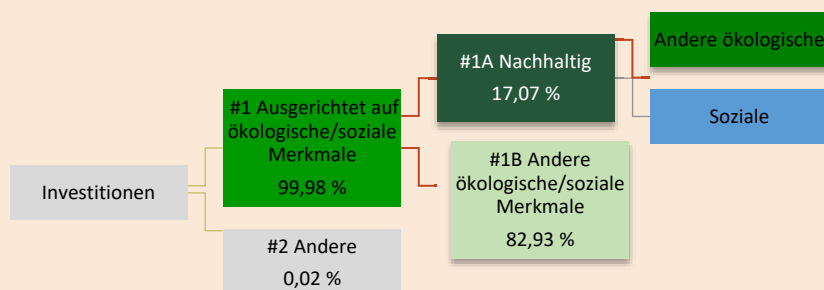 Investitionen
#1 Ausgerichtet auf
ökologische/soziale
Merkmale
99,98 %
#2 Andere
0,02 %
#1A Nachhaltig
17,07 %
#1B Andere
ökologische/soziale
Merkmale
82,93 %
Andere ökologische
Soziale